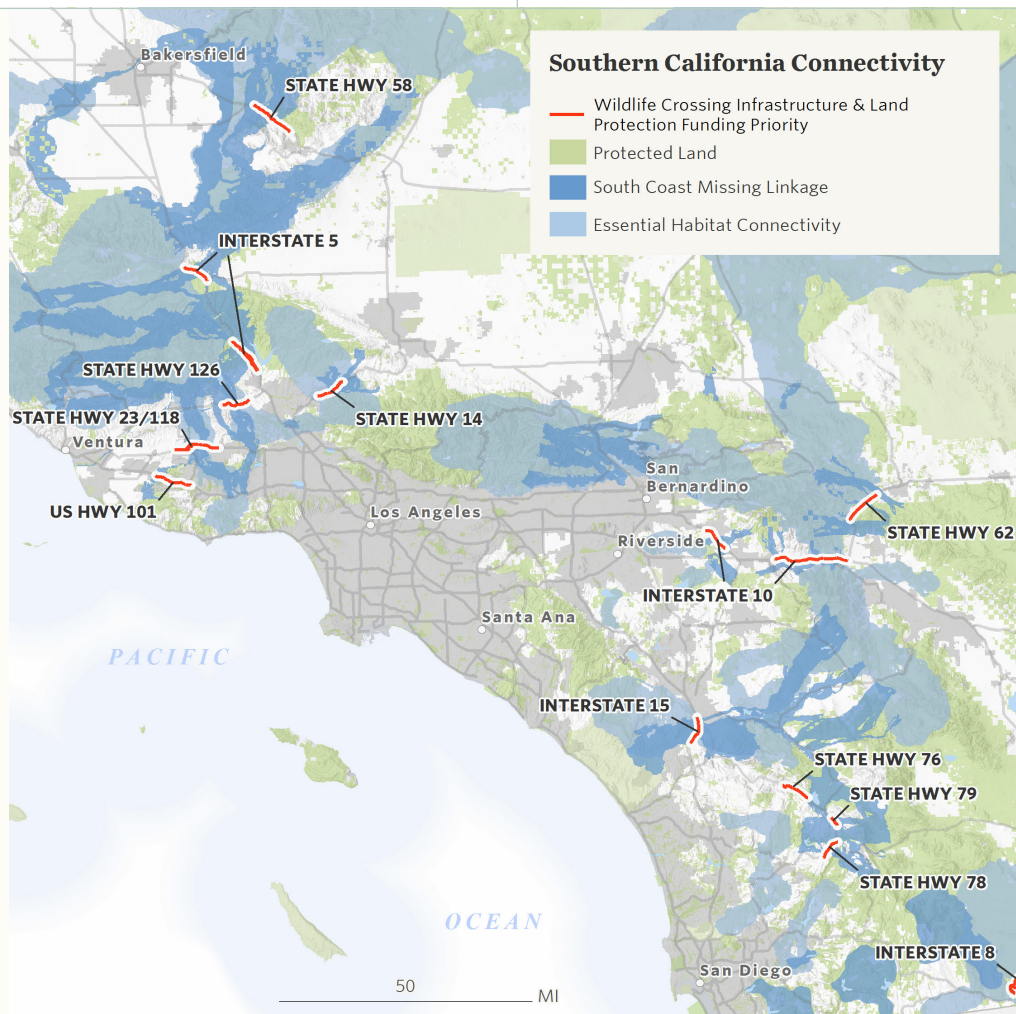 Southern California Connectivity
Wildlife Crossing Infrastructure & Land
Protection Funding Priority
Protected Land
South Coast Missing Linkage
Essential Habitat Connectivity
Bakersfield
STATE HWY 58
INTERSTATE 5
STATE HWY 126
STATE HWY 23/118
STATE HWY 14
Ventura
US HWY 101
San
Bernardino
Los Angeles
STATE HWY 62
Riverside
INTERSTATE 10
Santa Ana
PACIFIC
INTERSTATE 15
STATE HWY 76
STATE HWY 79
STATE HWY 78
OCEAN
INTERSTATE 8
San Diego
50
MI